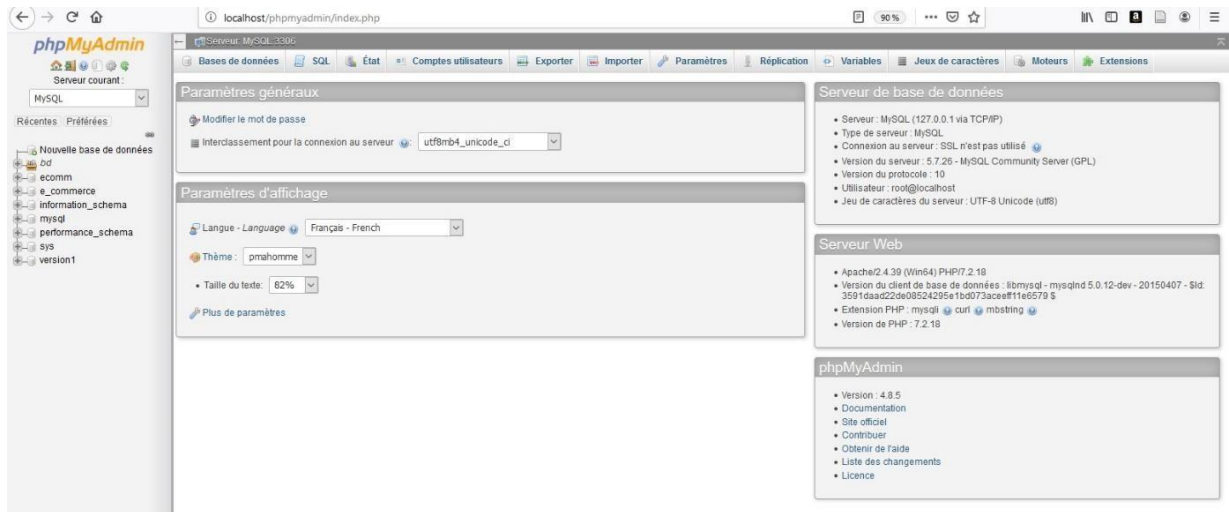 localhost/phpmyadmin/index.php
90 %
phpMyAdmin
Serveur courant :
MySQL
Récentes Préférées
Nouvelle base de données
bd
ecomm
e_commerce
information_schema
mysql
performance_schema
sys
version1
Serveur: MySQL:3306
Bases de données SQL État Comptes utilisateurs Exporter Importer Paramètres Réplication Variables Jeux de caractères Moteurs Extensions
Paramètres généraux
Modifier le mot de passe
Interclassement pour la connexion au serveur : utf8mb4_unicode_ci
Paramètres d'affichage
Langue - Language Français - French
Thème : pmahomme
• Taille du texte: 82%
Plus de paramètres
Serveur de base de données
• Serveur : MySQL (127.0.0.1 via TCP/IP)
• Type de serveur : MySQL
• Connexion au serveur : SSL n'est pas utilisé
• Version du serveur : 5.7.26 - MySQL Community Server (GPL)
• Version du protocole : 10
• Utilisateur : root@localhost
• Jeu de caractères du serveur : UTF-8 Unicode (utf8)
Serveur Web
• Apache/2.4.39 (Win64) PHP/7.2.18
• Version du client de base de données : libmysql - mysqlnd 5.0.12-dev - 20150407 - $Id:
3591daad22de08524295e1bd073aceeff11e6579 $
• Extension PHP : mysqli curl mbstring
• Version de PHP : 7.2.18
phpMyAdmin
• Version : 4.8.5
• Documentation
• Site officiel
• Contribuer
• Obtenir de l'aide
• Liste des changements
• Licence